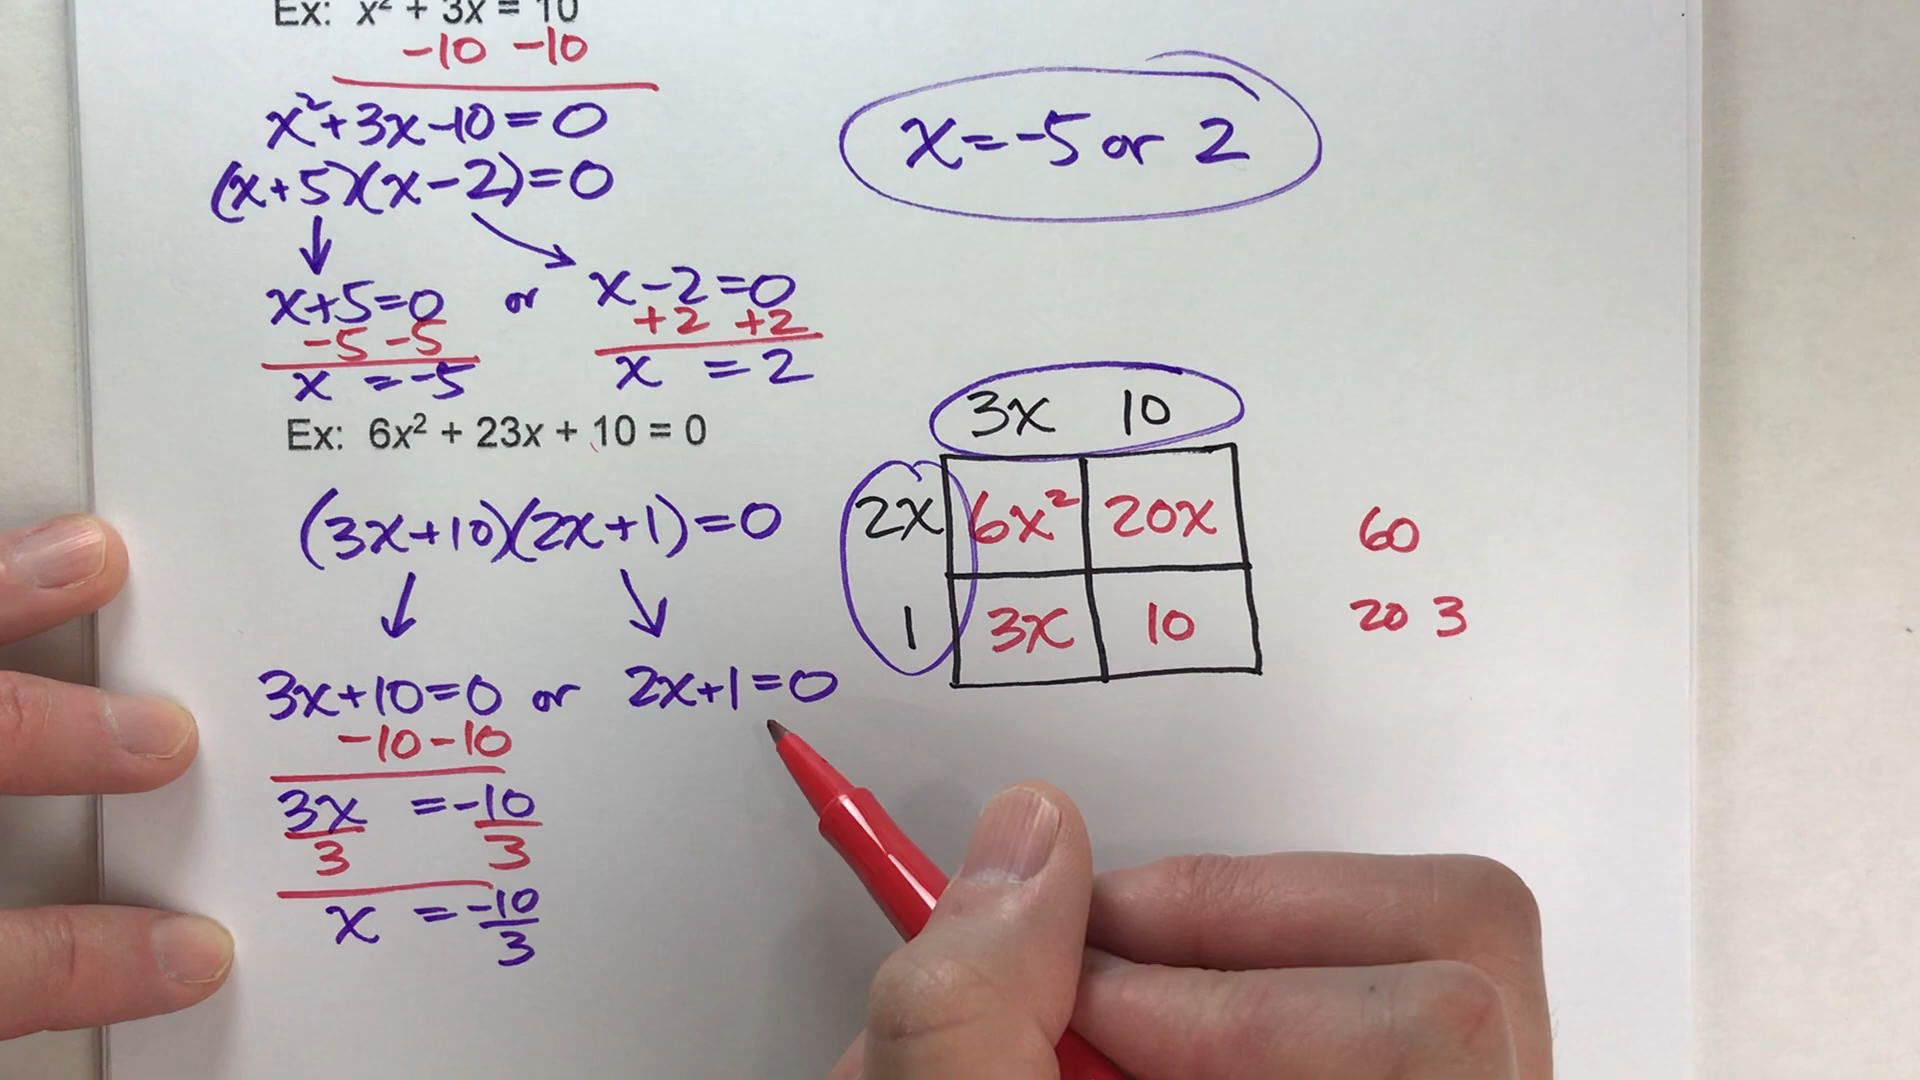 Ex: x² + 3x = 10
-10 -10
x²+3x-10=0
(x+5)(x-2)=0
x+5=0 or x-2=0
-5 -5 +2 +2
x =-5 x =2
x=-5 or 2
Ex: 6x² + 23x + 10 = 0
(3x+10)(2x+1)=0
3x+10=0 or 2x+1=0
-10-10
3x =-10
3 3
x =-10
3
3x 10
2x 6x² 20x
1 3x 10
60
20 3